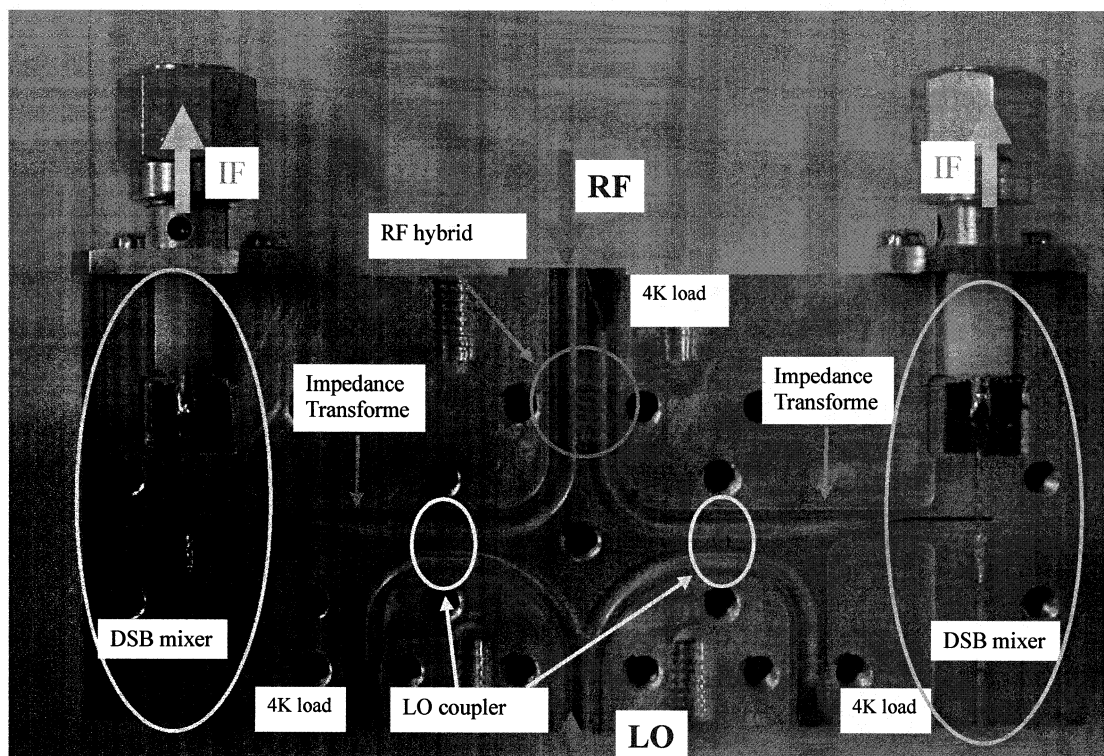 IF
RF
IF
RF hybrid
4K load
Impedance
Transforme
Impedance
Transforme
DSB mixer
DSB mixer
4K load
LO coupler
4K load
LO